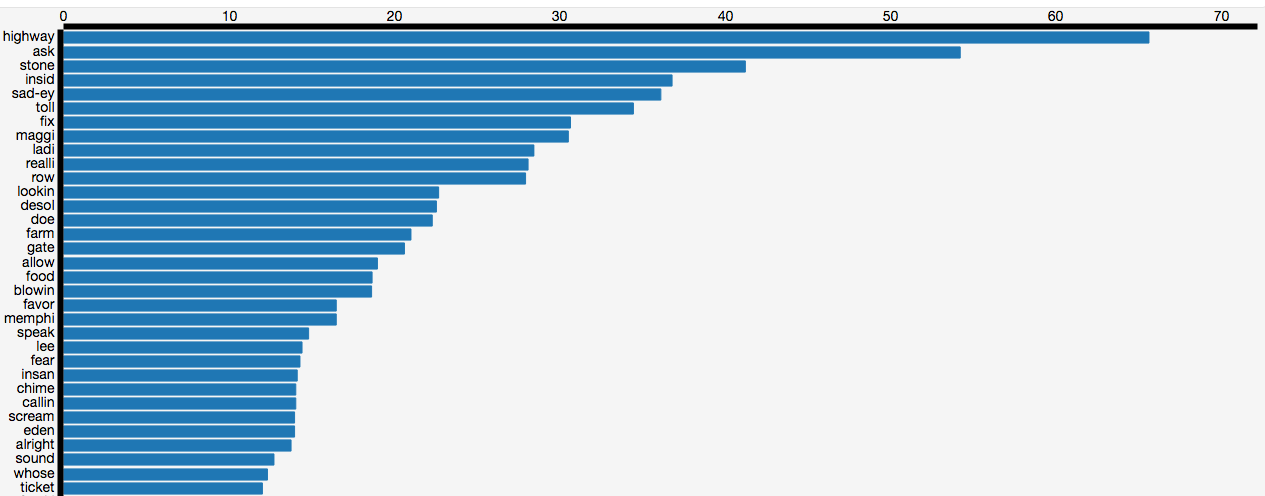 0 10 20 30 40 50 60 70
highway
ask
stone
insid
sad-ey
toll
fix
maggi
ladi
realli
row
lookin
desol
doe
farm
gate
allow
food
blowin
favor
memphi
speak
lee
fear
insan
chime
callin
scream
eden
alright
sound
whose
ticket